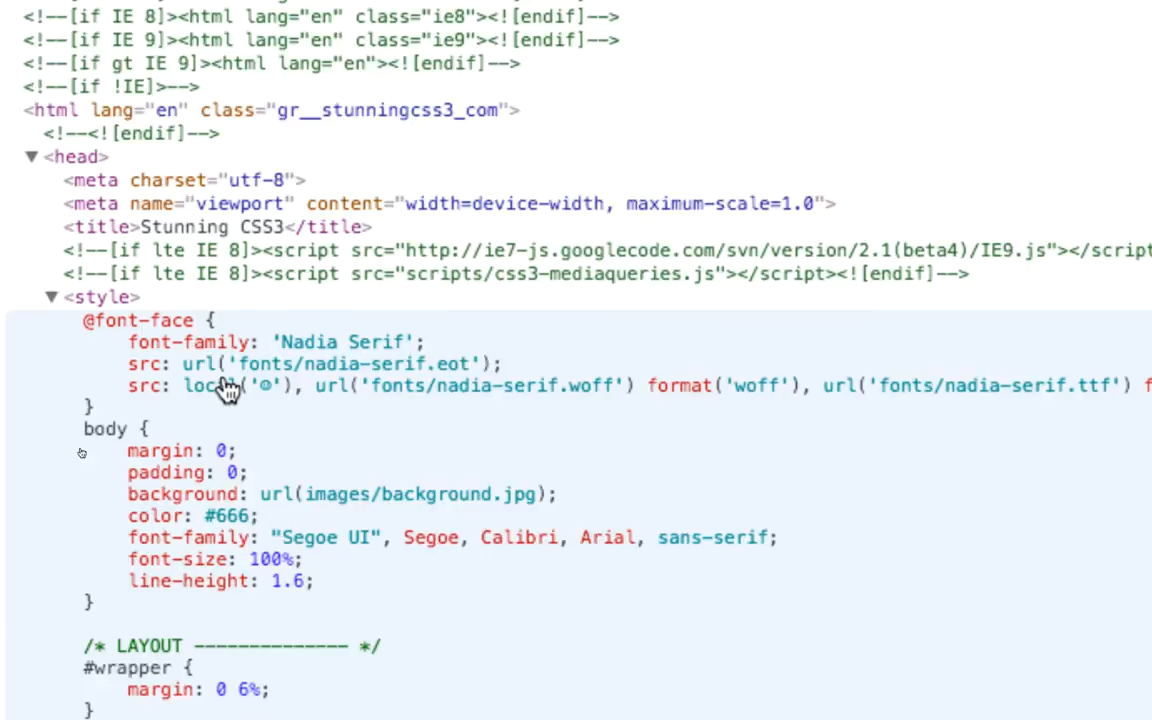 <!--[if IE 8]><html lang="en" class="ie8"><![endif]-->
<!--[if IE 9]><html lang="en" class="ie9"><![endif]-->
<!--[if gt IE 9]><html lang="en"><![endif]-->
<!--[if !IE]>-->
<html lang="en" class="gr__stunningcss3_com">
<!--<![endif]-->
<head>
<meta charset="utf-8">
<meta name="viewport" content="width=device-width, maximum-scale=1.0">
<title>Stunning CSS3</title>
<!--[if lte IE 8]><script src="http://ie7-js.googlecode.com/svn/version/2.1(beta4)/IE9.js"></script
<!--[if lte IE 8]><script src="scripts/css3-mediaqueries.js"></script><![endif]-->
<style>
@font-face {
font-family: 'Nadia Serif';
src: url('fonts/nadia-serif.eot');
src: local('☺'), url('fonts/nadia-serif.woff') format('woff'), url('fonts/nadia-serif.ttf') f
}
body {
margin: 0;
padding: 0;
background: url(images/background.jpg);
color: #666;
font-family: "Segoe UI", Segoe, Calibri, Arial, sans-serif;
font-size: 100%;
line-height: 1.6;
}
/* LAYOUT -------------- */
#wrapper {
margin: 0 6%;
}